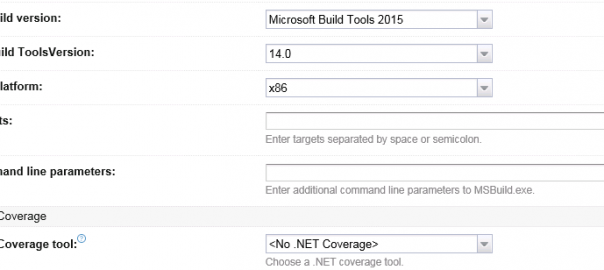 ild version: Microsoft Build Tools 2015
ild ToolsVersion: 14.0
latform: x86
ts:
Enter targets separated by space or semicolon.
and line parameters:
Enter additional command line parameters to MSBuild.exe.
Coverage
Coverage tool:? <No .NET Coverage>
Choose a .NET coverage tool.